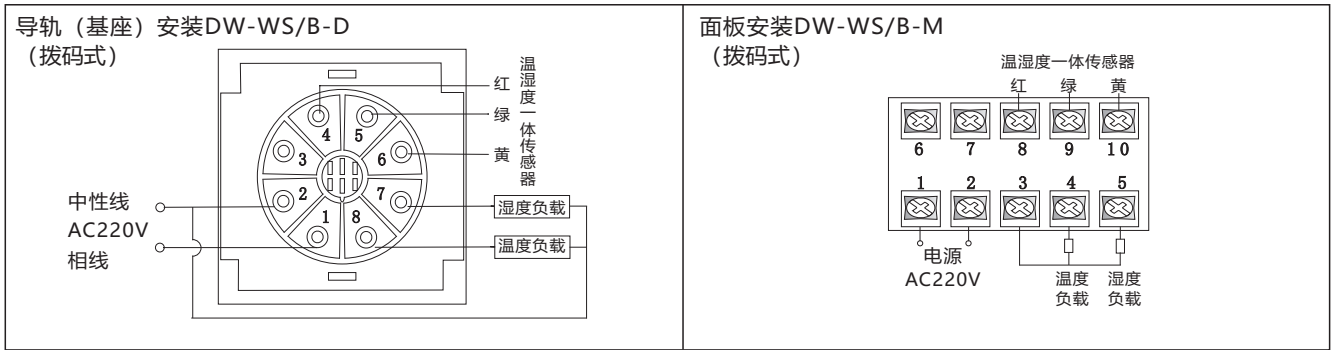 导轨（基座）安装DW-WS/B-D
（拨码式）
温湿度一体传感器
红
绿
黄
4
5
3
6
2
7
1
8
中性线
AC220V
相线
湿度负载
温度负载
面板安装DW-WS/B-M
（拨码式）
温湿度一体传感器
红 绿 黄
6 7 8 9 10
1 2 3 4 5
电源
AC220V
温度
负载
湿度
负载